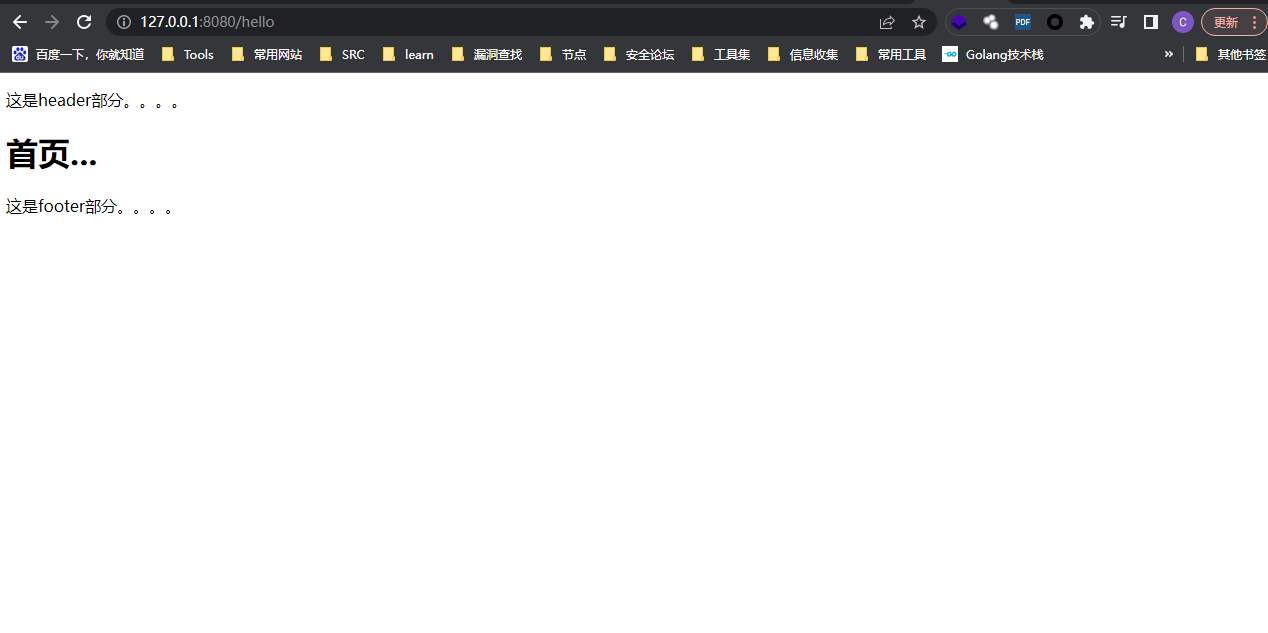 127.0.0.1:8080/hello
PDF
C
更新
百度一下，你就知道 Tools 常用网站 SRC learn 漏洞查找 节点 安全论坛 工具集 信息收集 常用工具 GO Golang技术栈 » 其他书签
这是header部分。。。。
首页...
这是footer部分。。。。